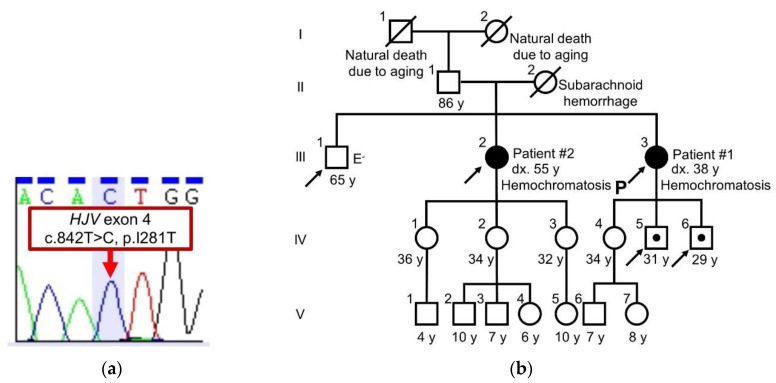 A C A C T G G
HJV exon 4
c.842T>C, p.I281T
(a)
I
1
2
Natural death
due to aging
Natural death
due to aging
II
1
2
86 y
Subarachnoid
hemorrhage
III
1
E-
65 y
2
Patient #2
dx. 55 y
Hemochromatosis
3
P
Patient #1
dx. 38 y
Hemochromatosis
IV
1
2
3
4
5
6
36 y
34 y
32 y
34 y
31 y
29 y
V
1
2
3
4
5
6
7
4 y
10 y
7 y
6 y
10 y
7 y
8 y
(b)